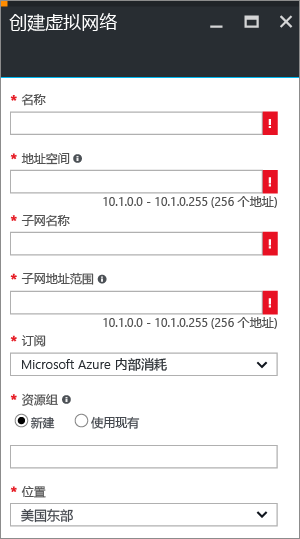 创建虚拟网络
* 名称
* 地址空间
10.1.0.0 - 10.1.0.255 (256 个地址)
* 子网名称
* 子网地址范围
10.1.0.0 - 10.1.0.255 (256 个地址)
* 订阅
Microsoft Azure 内部消耗
* 资源组
新建 使用现有
* 位置
美国东部